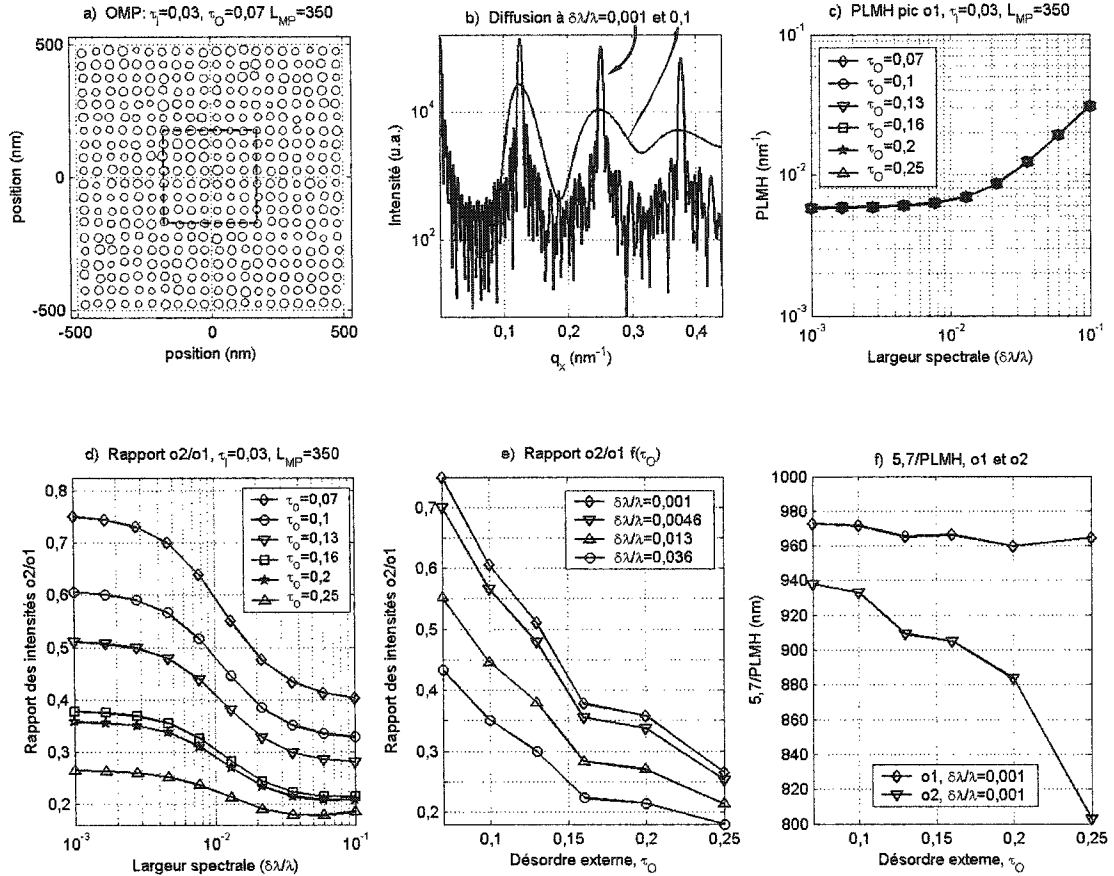 a) OMP: τi=0,03, τO=0,07 LMP=350
500
0
-500
position (nm)
-500
0
500
position (nm)
b) Diffusion à δλ/λ=0,001 et 0,1
10^4
10^2
Intensité (u.a.)
0,1
0,2
0,3
0,4
qx (nm-1)
c) PLMH pic o1, τi=0,03, LMP=350
10^-1
10^-2
10^-3
PLMH (nm-1)
τO=0,07
τO=0,1
τO=0,13
τO=0,16
τO=0,2
τO=0,25
10^-3
10^-2
10^-1
Largeur spectrale (δλ/λ)
d) Rapport o2/o1, τi=0,03, LMP=350
0,8
0,7
0,6
0,5
0,4
0,3
0,2
Rapport des intensités o2/o1
τO=0,07
τO=0,1
τO=0,13
τO=0,16
τO=0,2
τO=0,25
10^-3
10^-2
10^-1
Largeur spectrale (δλ/λ)
e) Rapport o2/o1 f(τO)
0,7
0,6
0,5
0,4
0,3
0,2
Rapport des intensités o2/o1
δλ/λ=0,001
δλ/λ=0,0046
δλ/λ=0,013
δλ/λ=0,036
0,1
0,15
0,2
0,25
Désordre externe, τO
f) 5,7/PLMH, o1 et o2
1000
980
960
940
920
900
880
860
840
820
800
5,7/PLMH (nm)
o1, δλ/λ=0,001
o2, δλ/λ=0,001
0,1
0,15
0,2
0,25
Désordre externe, τO